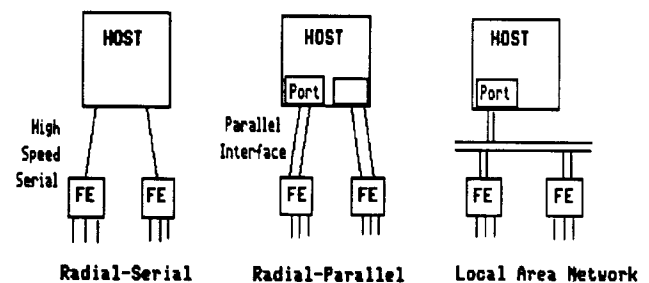 HOST
High
Speed
Serial
FE
FE
Radial-Serial
HOST
Port
Parallel
Interface
FE
FE
Radial-Parallel
HOST
Port
FE
FE
Local Area Network